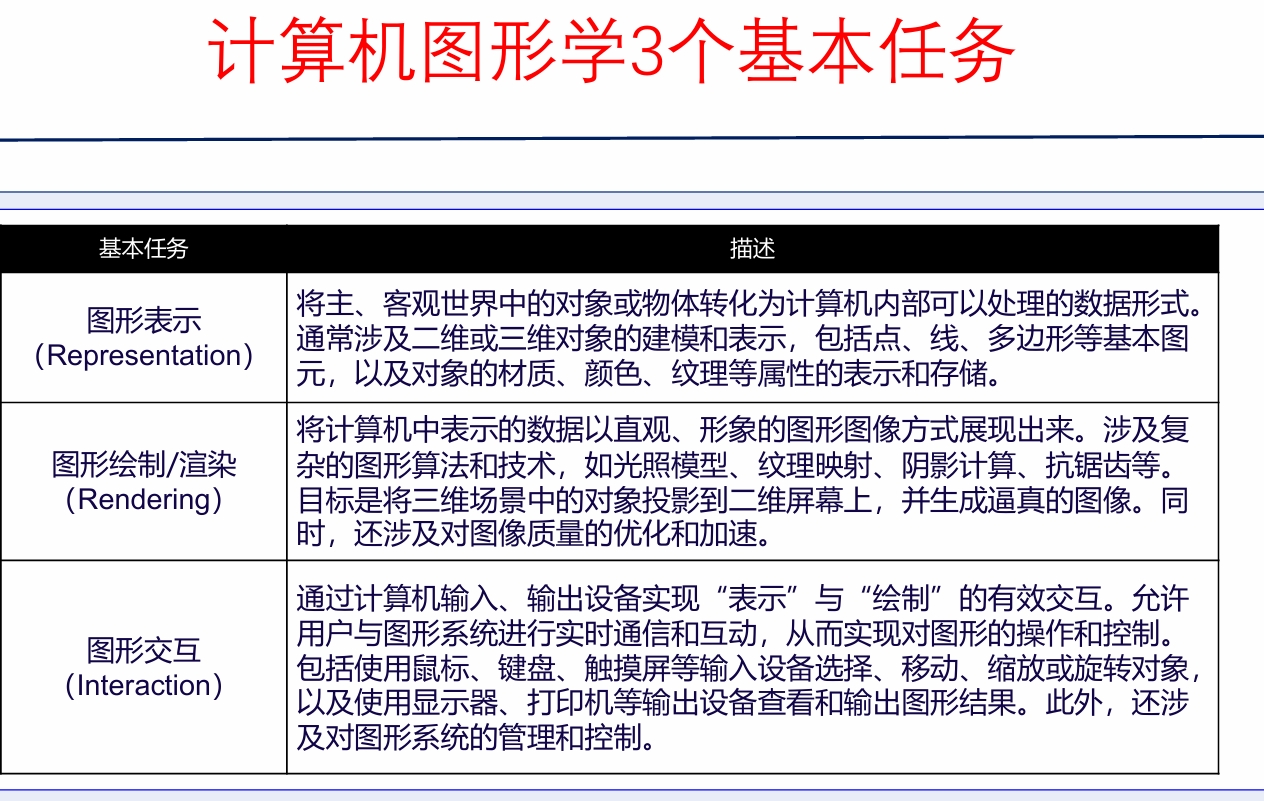 计算机图形学3个基本任务
基本任务
描述
图形表示
（Representation）
将主、客观世界中的对象或物体转化为计算机内部可以处理的数据形式。
通常涉及二维或三维对象的建模和表示，包括点、线、多边形等基本图
元，以及对象的材质、颜色、纹理等属性的表示和存储。
图形绘制/渲染
（Rendering）
将计算机中表示的数据以直观、形象的图形图像方式展现出来。涉及复
杂的图形算法和技术，如光照模型、纹理映射、阴影计算、抗锯齿等。
目标是将三维场景中的对象投影到二维屏幕上，并生成逼真的图像。同
时，还涉及对图像质量的优化和加速。
图形交互
（Interaction）
通过计算机输入、输出设备实现“表示”与“绘制”的有效交互。允许
用户与图形系统进行实时通信和互动，从而实现对图形的操作和控制。
包括使用鼠标、键盘、触摸屏等输入设备选择、移动、缩放或旋转对象，
以及使用显示器、打印机等输出设备查看和输出图形结果。此外，还涉
及对图形系统的管理和控制。